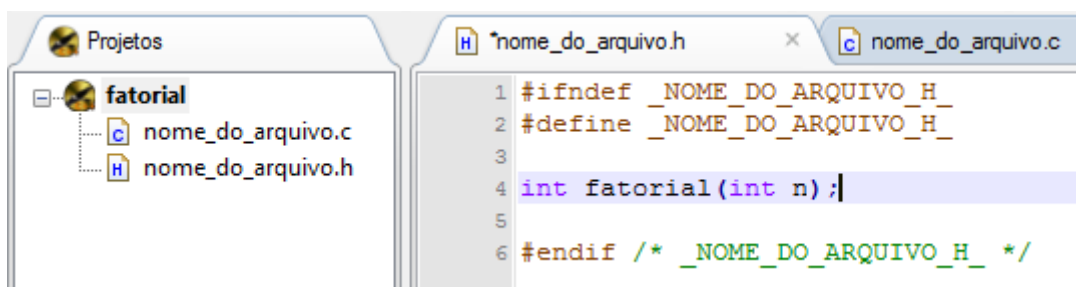 Projetos
fatorial
nome_do_arquivo.c
nome_do_arquivo.h
*nome_do_arquivo.h
nome_do_arquivo.c
1 #ifndef _NOME_DO_ARQUIVO_H_
2 #define _NOME_DO_ARQUIVO_H_
3
4 int fatorial(int n);
5
6 #endif /* _NOME_DO_ARQUIVO_H_ */